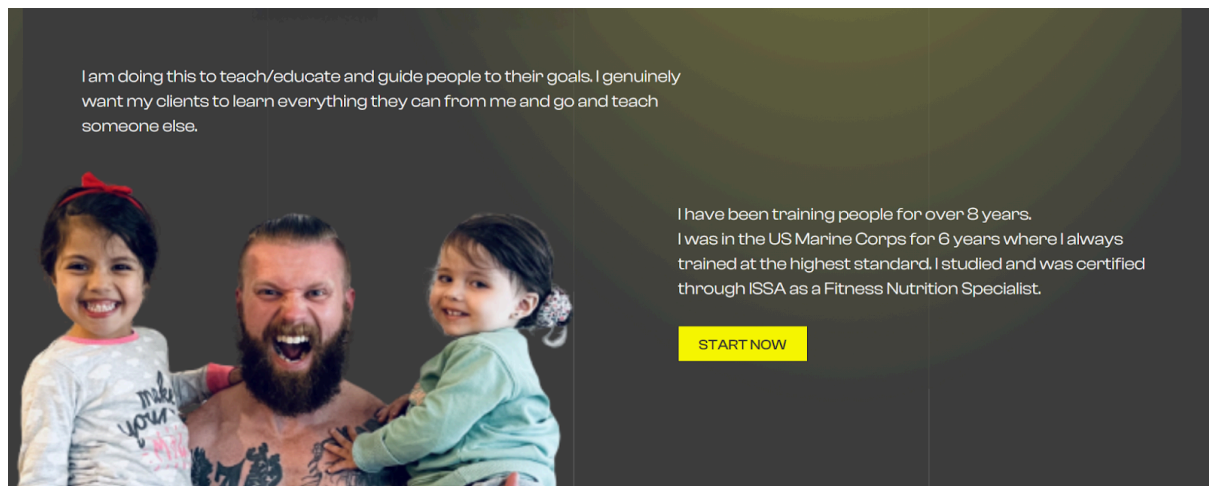 I am doing this to teach/educate and guide people to their goals. I genuinely
want my clients to learn everything they can from me and go and teach
someone else.
I have been training people for over 8 years.
I was in the US Marine Corps for 6 years where I always
trained at the highest standard. I studied and was certified
through ISSA as a Fitness Nutrition Specialist.
START NOW
make
your